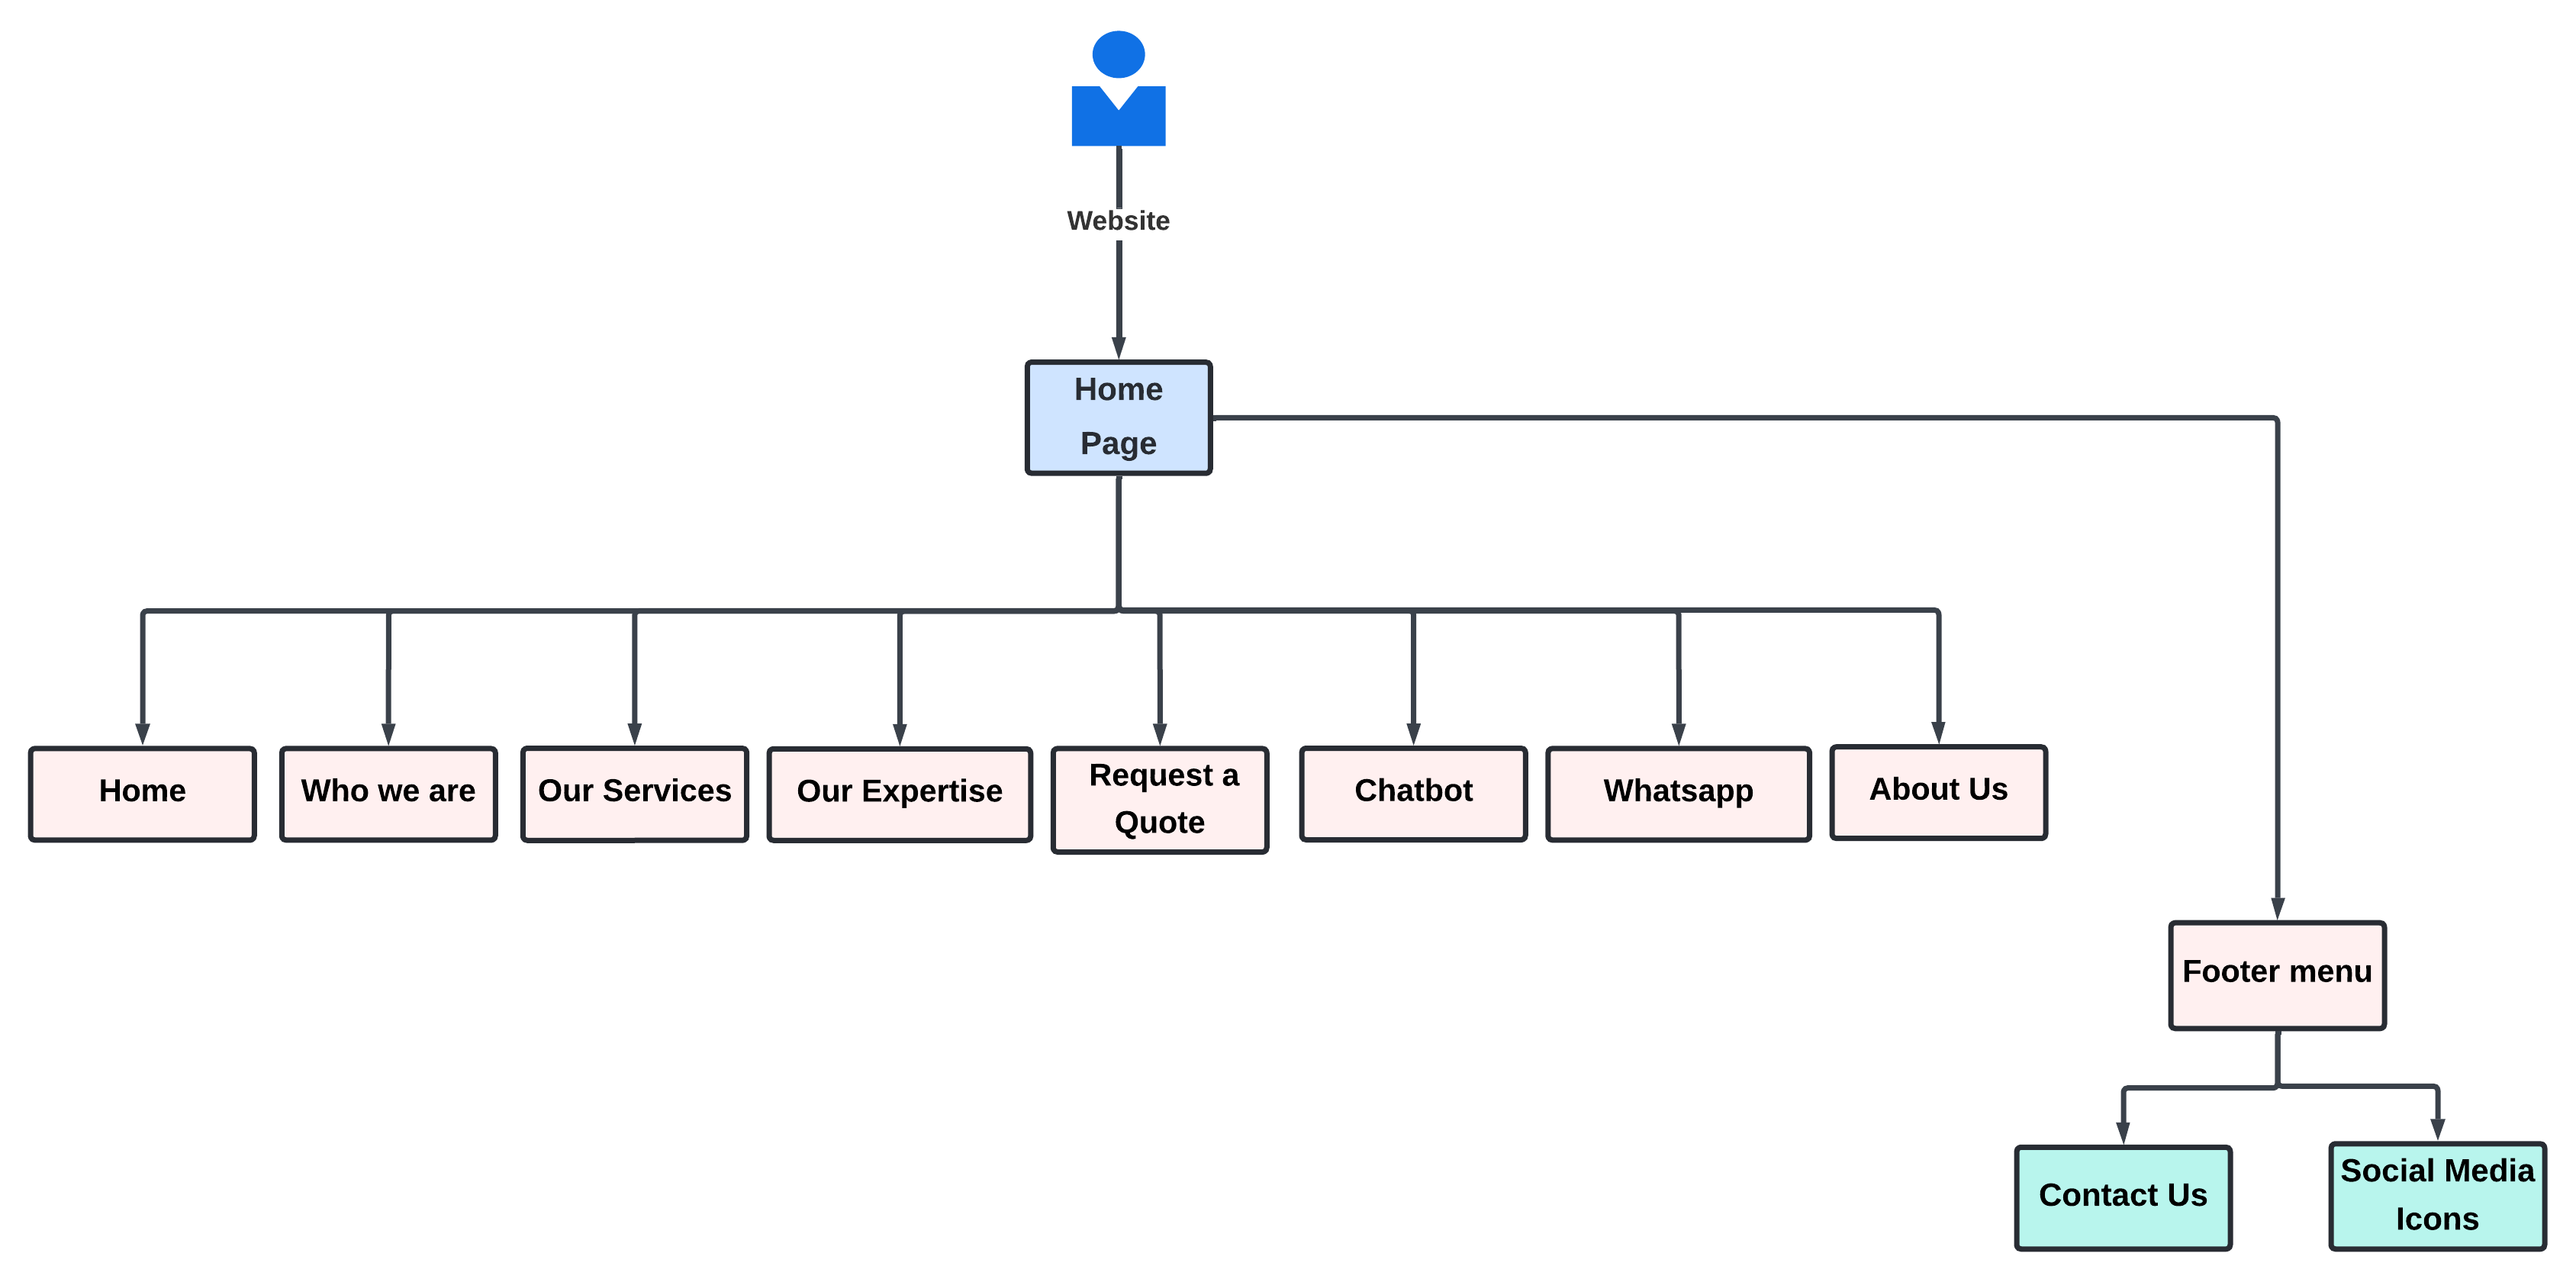 Website
Home
Page
Home
Who we are
Our Services
Our Expertise
Request a
Quote
Chatbot
Whatsapp
About Us
Footer menu
Contact Us
Social Media
Icons